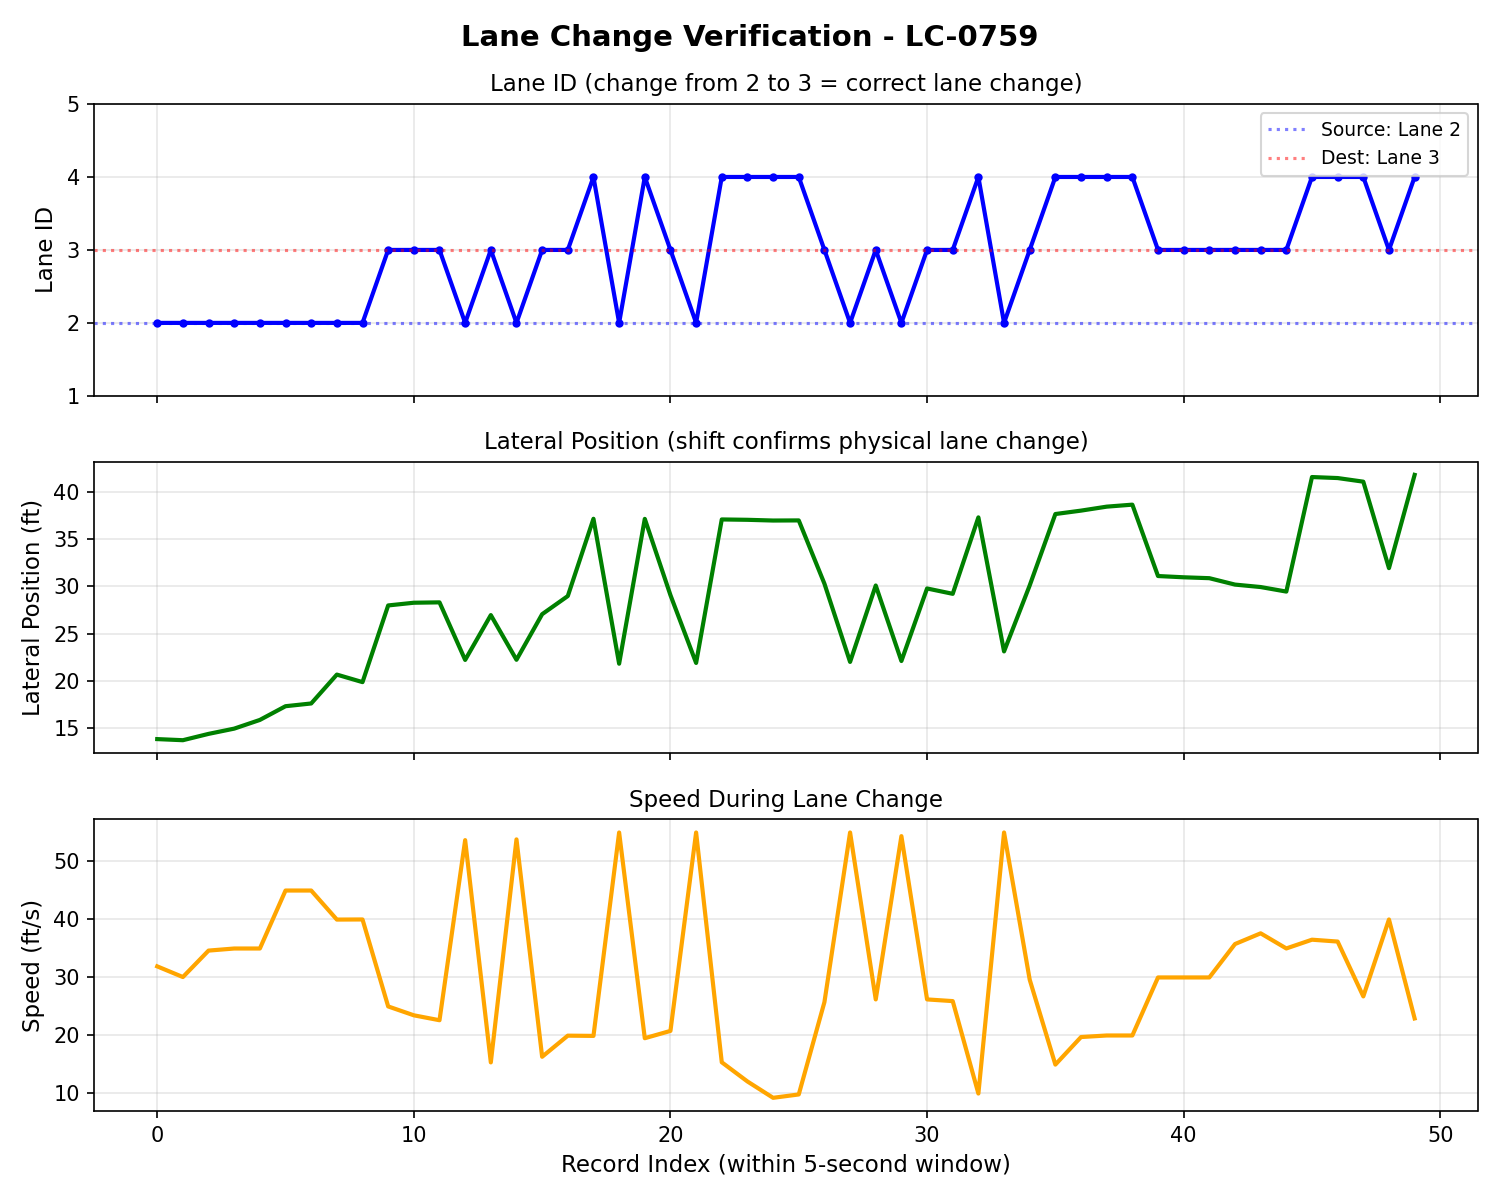 Lane Change Verification - LC-0759
Lane ID (change from 2 to 3 = correct lane change)
5
4
3
2
1
Lane ID
Source: Lane 2
Dest: Lane 3
Lateral Position (shift confirms physical lane change)
40
35
30
25
20
15
Lateral Position (ft)
Speed During Lane Change
50
40
30
20
10
Speed (ft/s)
0 10 20 30 40 50
Record Index (within 5-second window)